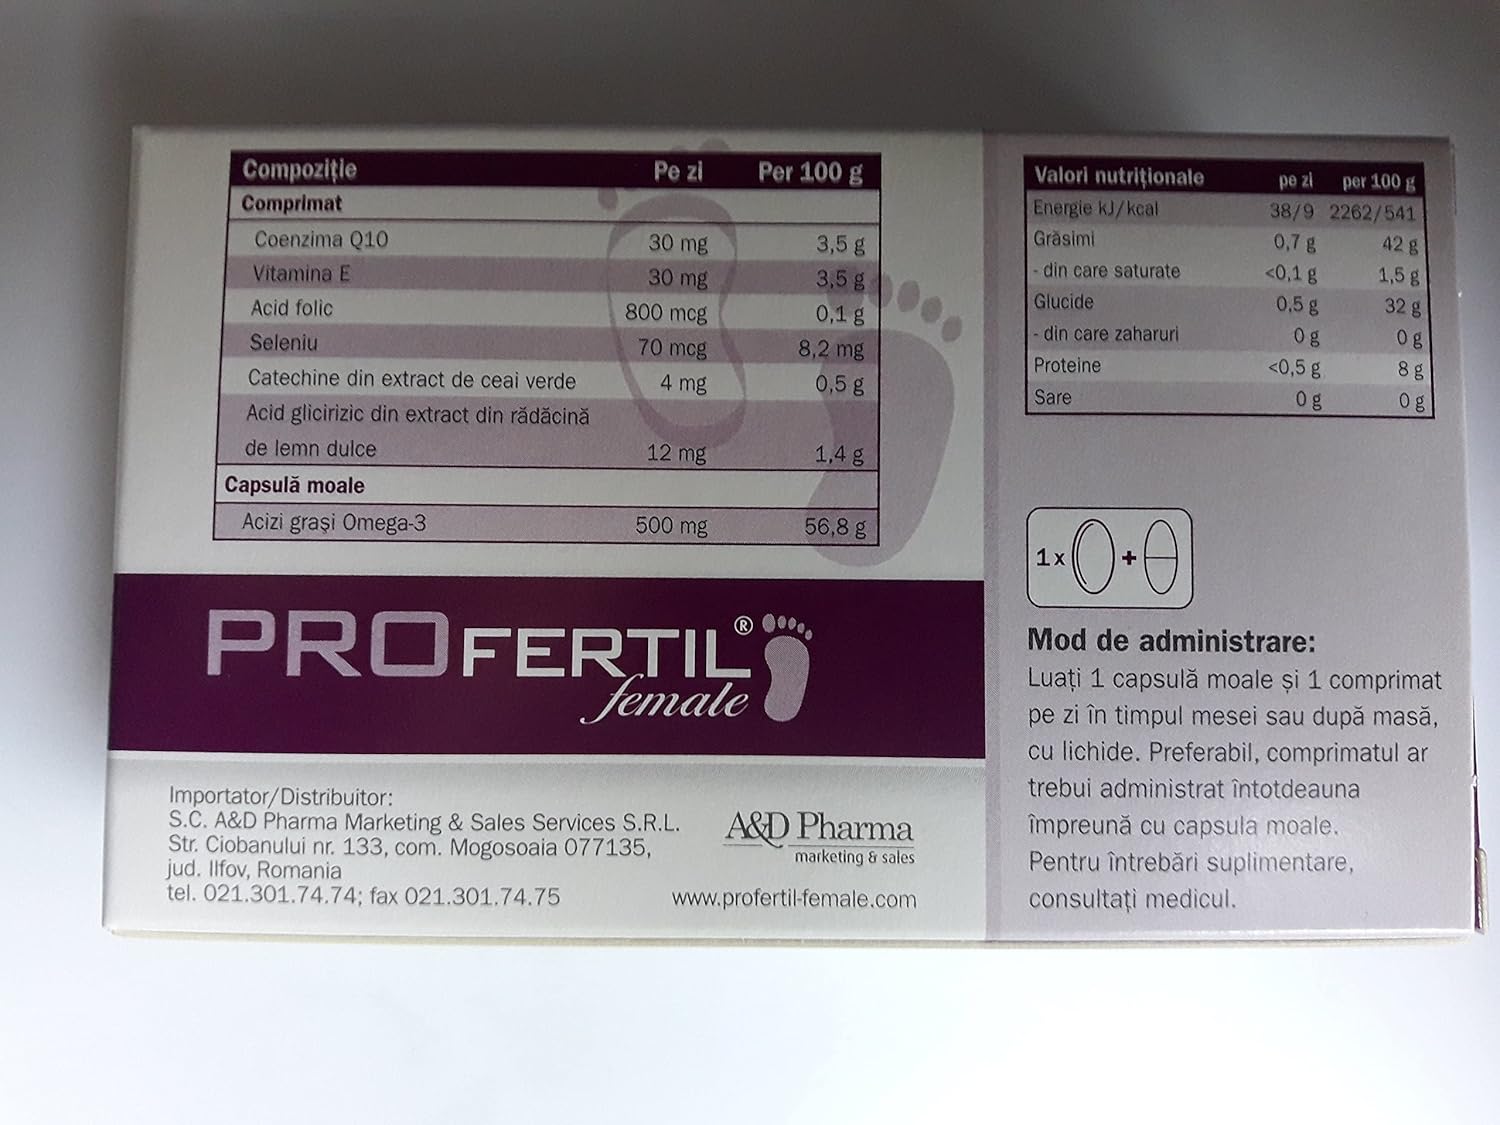 Compoziție Pe zi Per 100 g
Comprimat
Coenzima Q10 30 mg 3,5 g
Vitamina E 30 mg 3,5 g
Acid folic 800 mcg 0,1 g
Seleniu 70 mcg 8,2 mg
Catechine din extract de ceai verde 4 mg 0,5 g
Acid glicirizic din extract din rădăcină
de lemn dulce 12 mg 1,4 g
Capsulă moale
Acizi grași Omega-3 500 mg 56,8 g
PROFERTIL®
female
Importator/Distribuitor:
S.C. A&D Pharma Marketing & Sales Services S.R.L.
Str. Ciobanului nr. 133, com. Mogosoaia 077135,
jud. Ilfov, Romania
tel. 021.301.74.74; fax 021.301.74.75
A&D Pharma
marketing & sales
www.profertil-female.com
Valori nutriționale pe zi per 100 g
Energie kJ/kcal 38/9 2262/541
Grăsimi 0,7 g 42 g
- din care saturate <0,1 g 1,5 g
Glucide 0,5 g 32 g
- din care zaharuri 0 g 0 g
Proteine <0,5 g 8 g
Sare 0 g 0 g
1x +
Mod de administrare:
Luați 1 capsulă moale și 1 comprimat
pe zi în timpul mesei sau după masă,
cu lichide. Preferabil, comprimatul ar
trebui administrat întotdeauna
împreună cu capsula moale.
Pentru întrebări suplimentare,
consultați medicul.